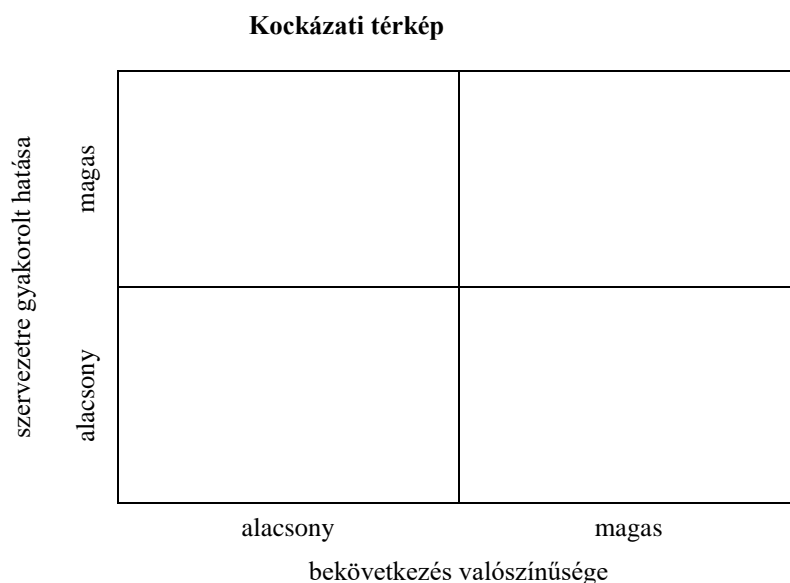 Kockázati térkép
szervezetre gyakorolt hatása
magas
alacsony
alacsony magas
bekövetkezés valószínűsége